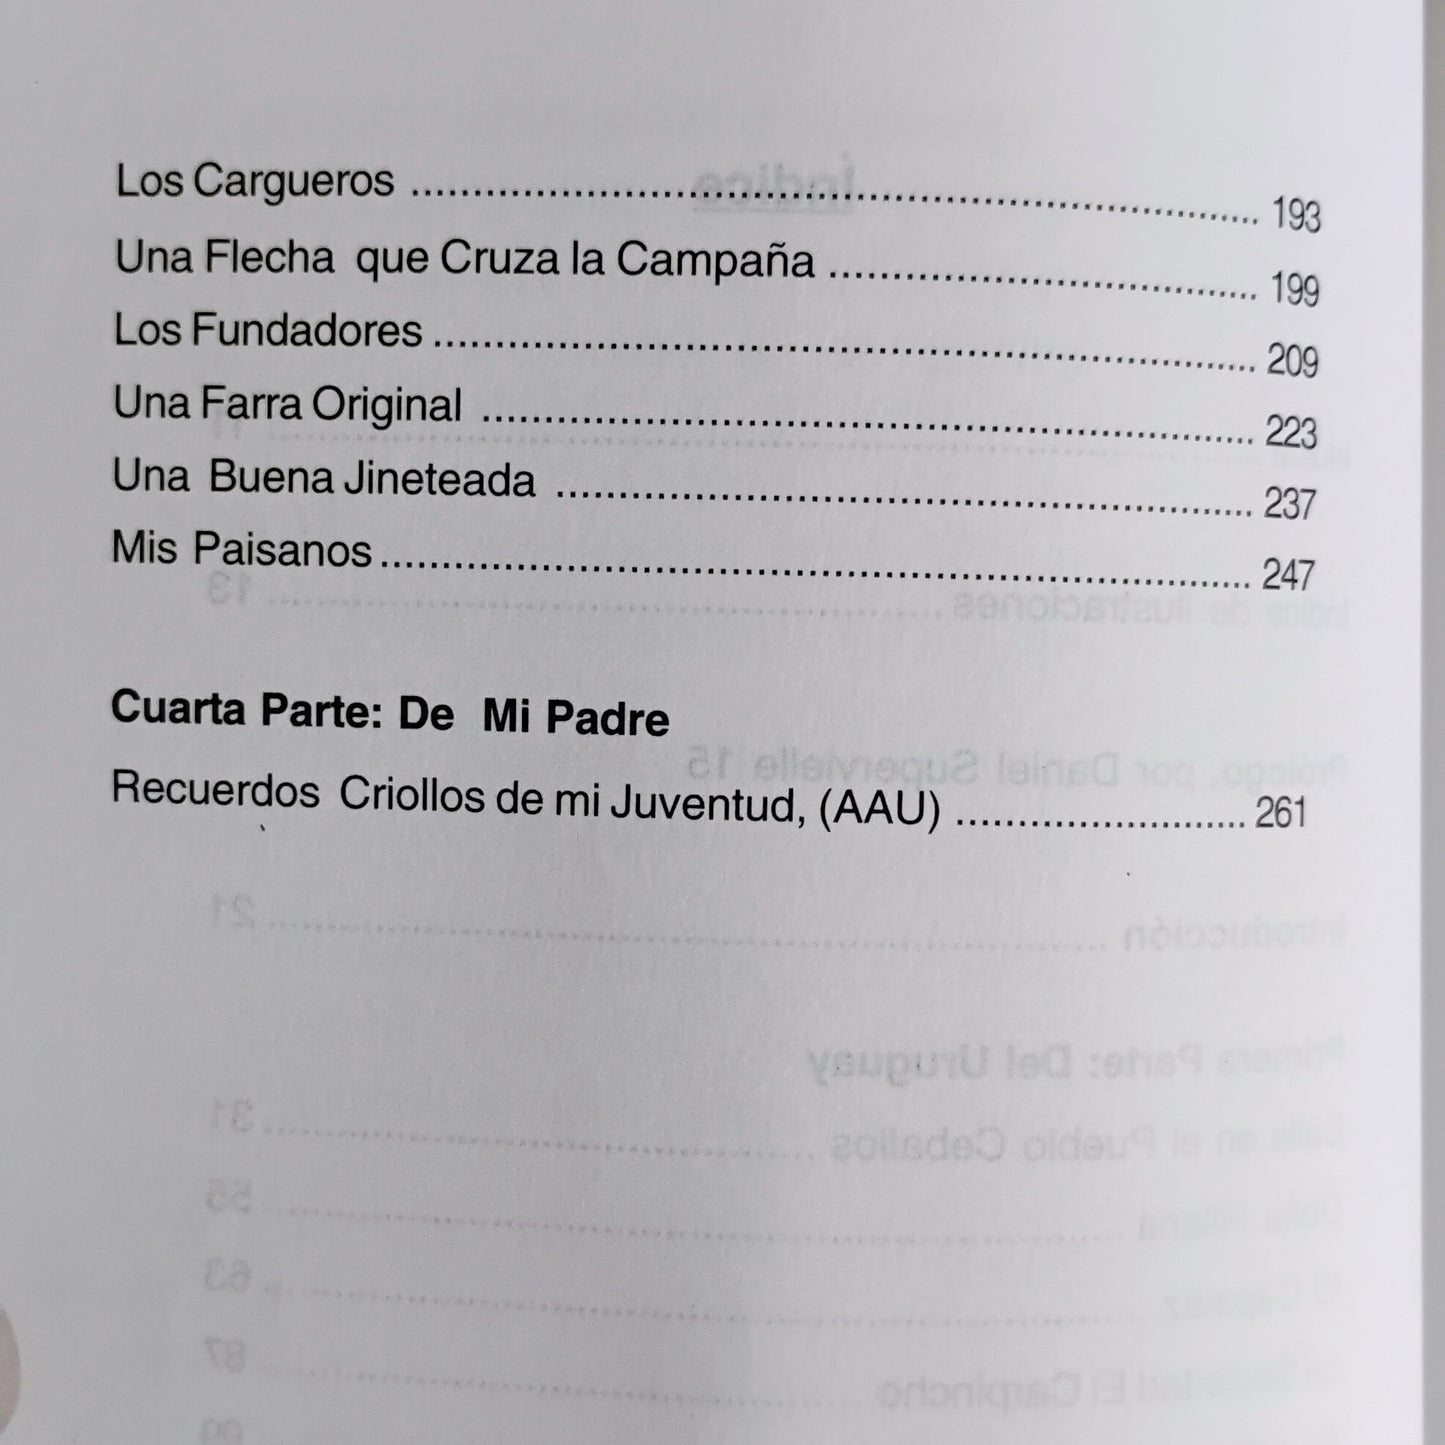 Los Cargueros ........ 193
Una Flecha que Cruza la Campaña ........ 199
Los Fundadores ........ 209
Una Farra Original ........ 223
Una Buena Jineteada ........ 237
Mis Paisanos ........ 247
Cuarta Parte: De Mi Padre
Recuerdos Criollos de mi Juventud, (AAU) ........ 261